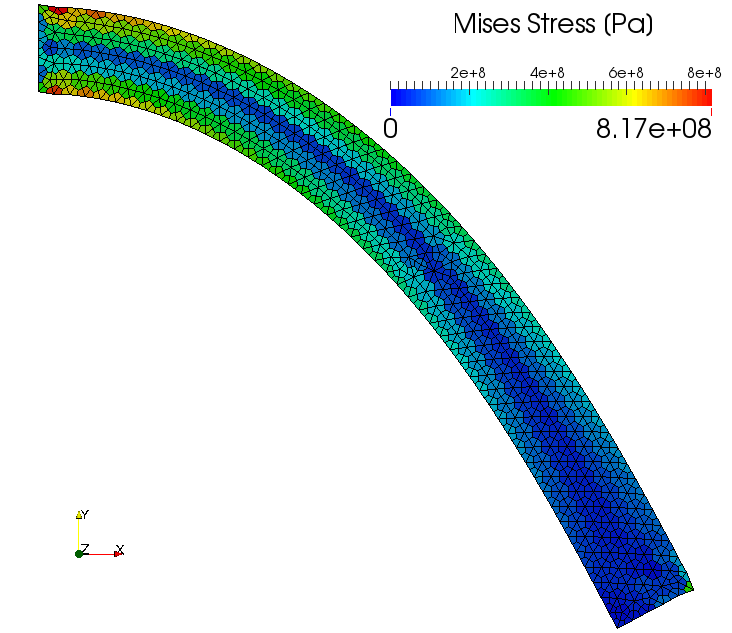 Mises Stress (Pa)
2e+8 4e+8 6e+8 8e+8
0 8.17e+08
Y
Z X